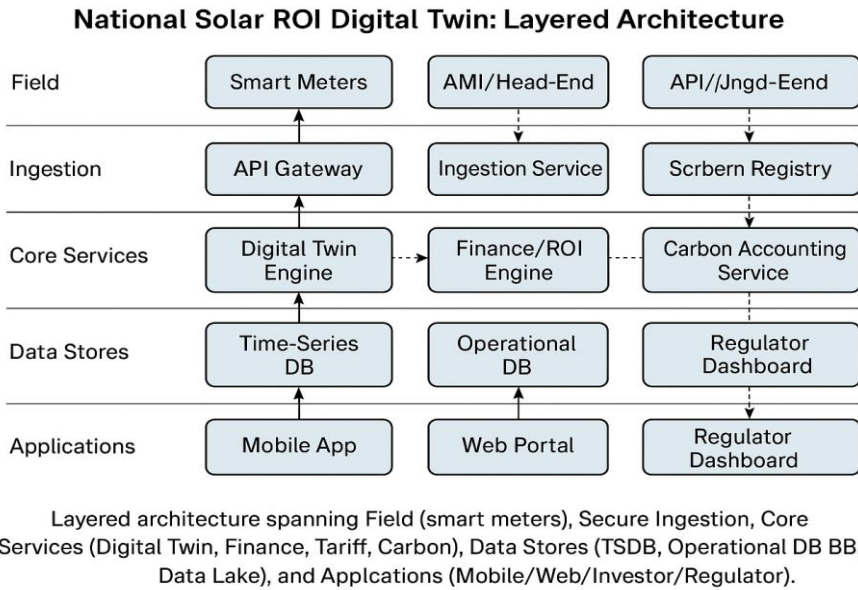 National Solar ROI Digital Twin: Layered Architecture
Field
Smart Meters
AMI/Head-End
API//Jngd-Eend
Ingestion
API Gateway
Ingestion Service
Scrbern Registry
Core Services
Digital Twin
Engine
Finance/ROI
Engine
Carbon Accounting
Service
Data Stores
Time-Series
DB
Operational
DB
Regulator
Dashboard
Applications
Mobile App
Web Portal
Regulator
Dashboard
Layered architecture spanning Field (smart meters), Secure Ingestion, Core
Services (Digital Twin, Finance, Tariff, Carbon), Data Stores (TSDB, Operational DB BB
Data Lake), and Applcations (Mobile/Web/Investor/Regulator).